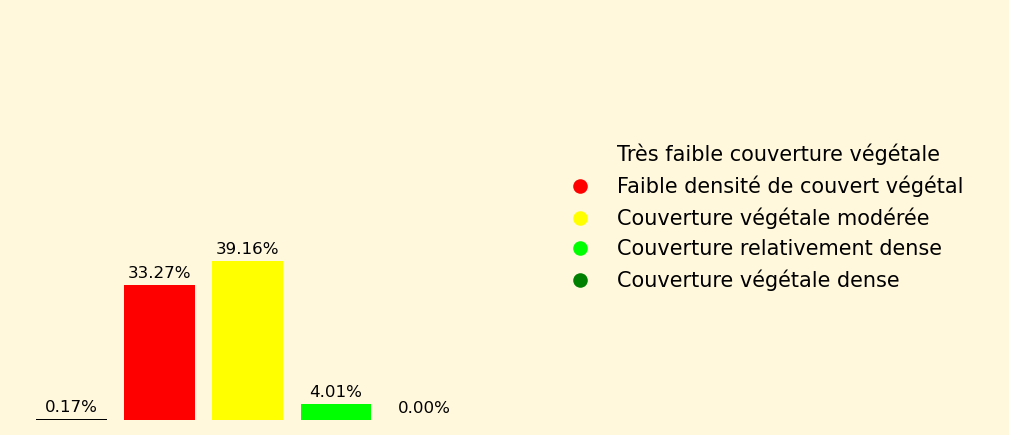 0.17%
33.27%
39.16%
4.01%
0.00%
Très faible couverture végétale
Faible densité de couvert végétal
Couverture végétale modérée
Couverture relativement dense
Couverture végétale dense